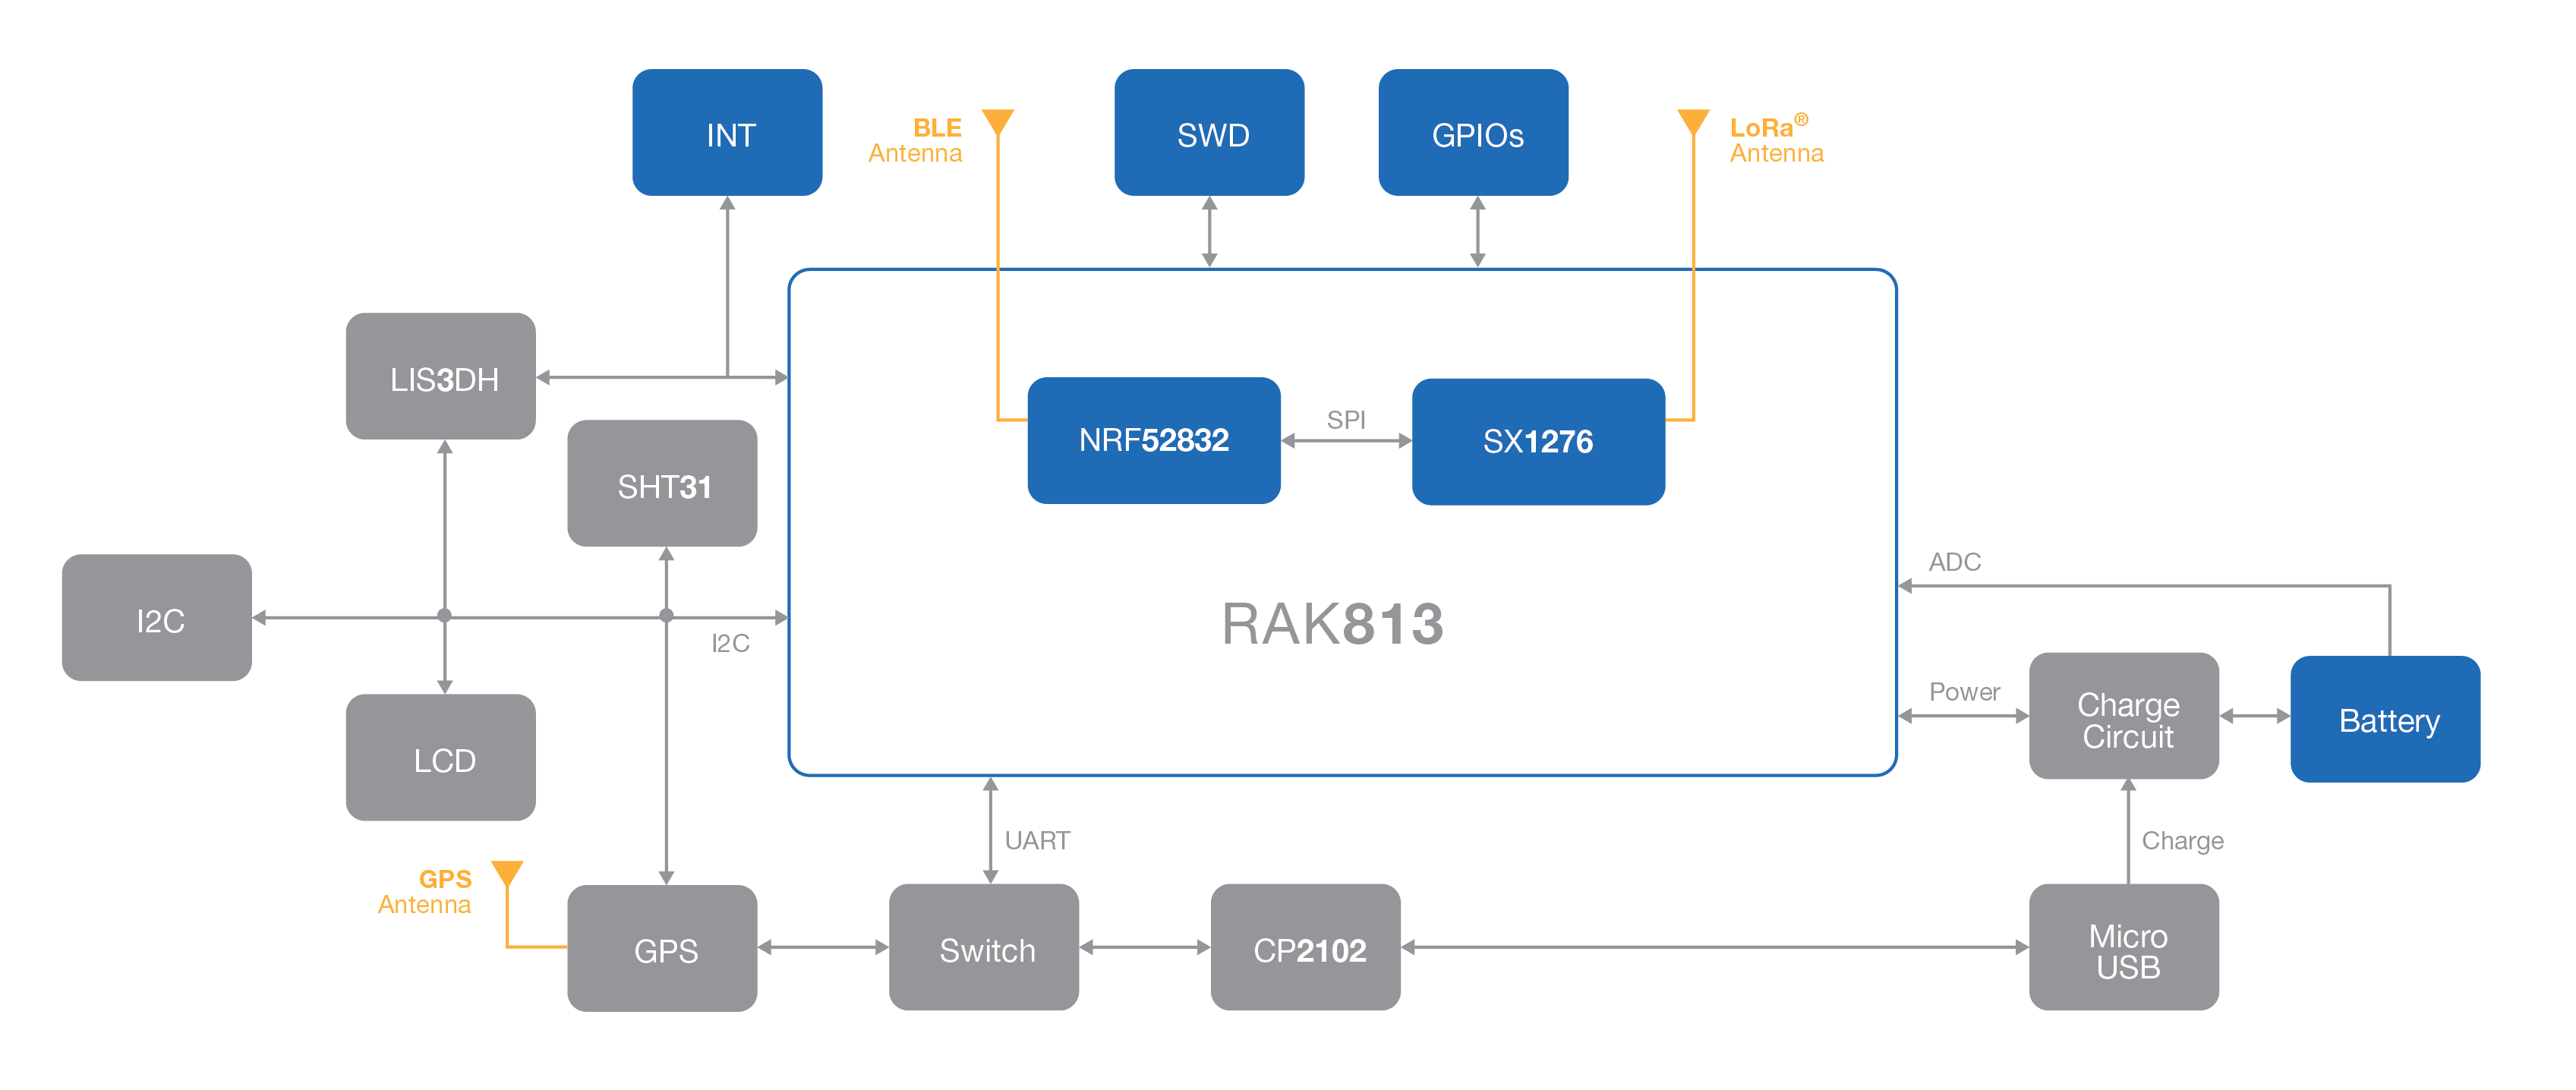 INT
BLE
Antenna
SWD
GPIOs
LoRa®
Antenna
LIS3DH
SHT31
NRF52832
SPI
SX1276
I2C
I2C
RAK813
ADC
Power
Charge
Circuit
Battery
LCD
UART
Charge
GPS
Antenna
GPS
Switch
CP2102
Micro
USB